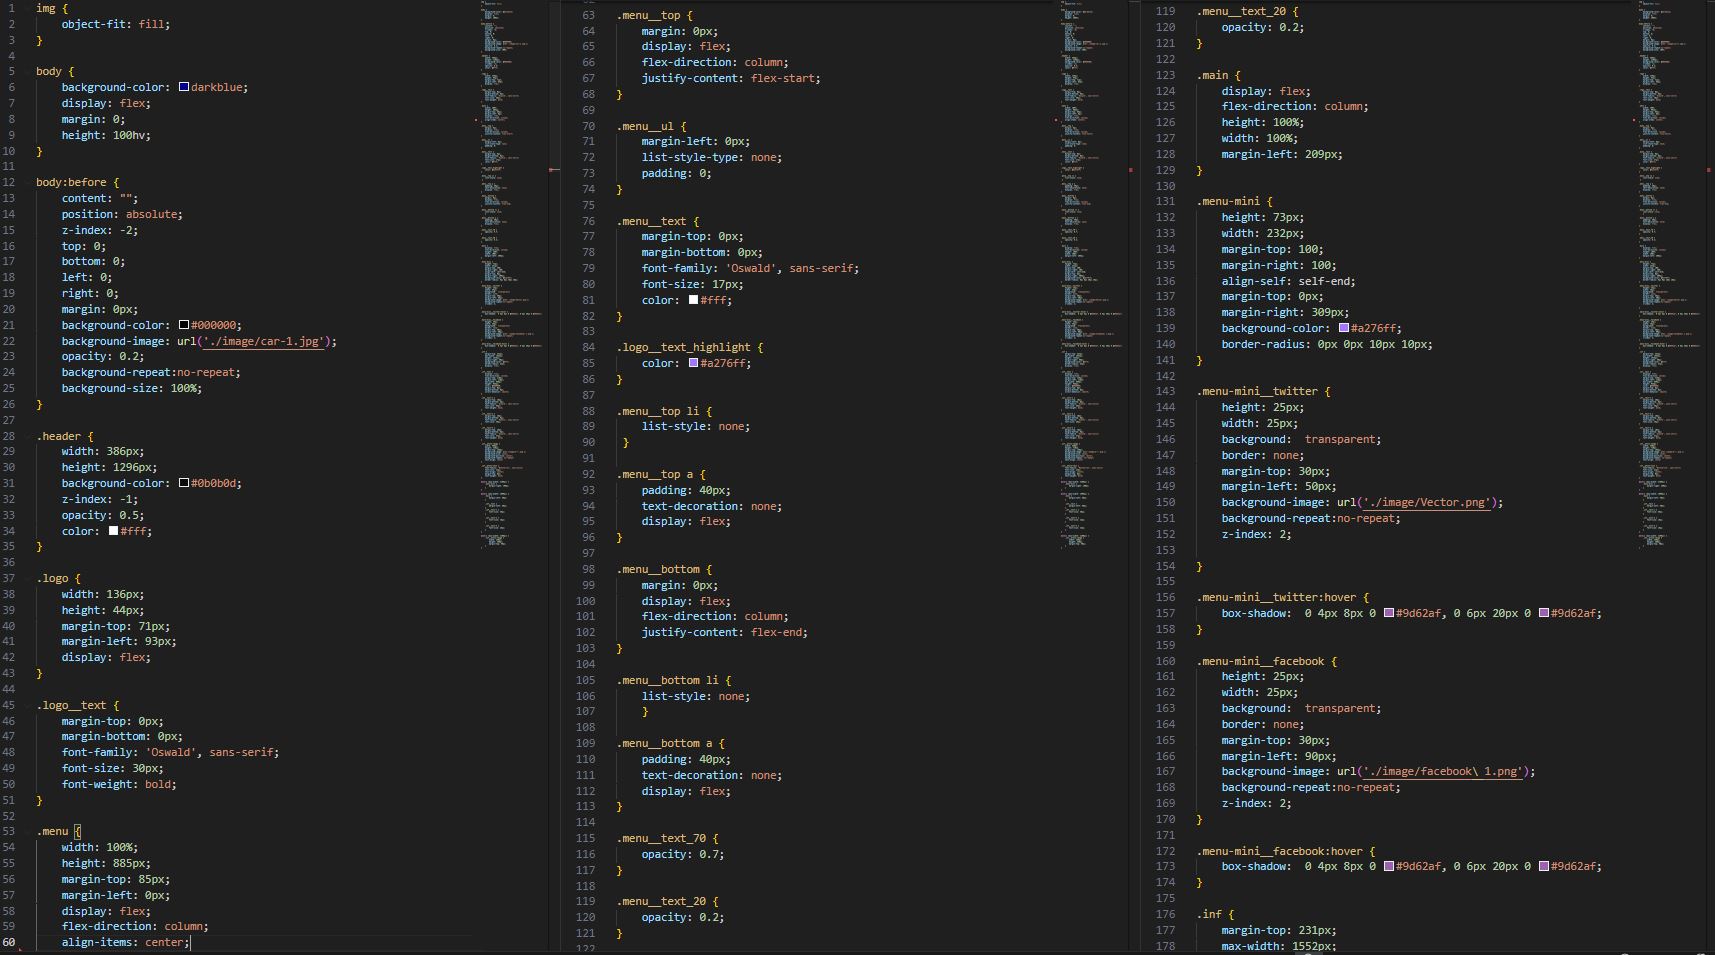 1 img {
2 object-fit: fill;
3 }
4
5 body {
6 background-color: darkblue;
7 display: flex;
8 margin: 0;
9 height: 100hv;
10 }
11
12 body:before {
13 content: "";
14 position: absolute;
15 z-index: -2;
16 top: 0;
17 bottom: 0;
18 left: 0;
19 right: 0;
20 margin: 0px;
21 background-color: #000000;
22 background-image: url('./image/car-1.jpg');
23 opacity: 0.2;
24 background-repeat:no-repeat;
25 background-size: 100%;
26 }
27
28 .header {
29 width: 386px;
30 height: 1296px;
31 background-color: #0b0b0d;
32 z-index: -1;
33 opacity: 0.5;
34 color: #fff;
35 }
36
37 .logo {
38 width: 136px;
39 height: 44px;
40 margin-top: 71px;
41 margin-left: 93px;
42 display: flex;
43 }
44
45 .logo__text {
46 margin-top: 0px;
47 margin-bottom: 0px;
48 font-family: 'Oswald', sans-serif;
49 font-size: 30px;
50 font-weight: bold;
51 }
52
53 .menu {
54 width: 100%;
55 height: 885px;
56 margin-top: 85px;
57 margin-left: 0px;
58 display: flex;
59 flex-direction: column;
60 align-items: center;
63 .menu__top {
64 margin: 0px;
65 display: flex;
66 flex-direction: column;
67 justify-content: flex-start;
68 }
69
70 .menu__ul {
71 margin-left: 0px;
72 list-style-type: none;
73 padding: 0;
74 }
75
76 .menu__text {
77 margin-top: 0px;
78 margin-bottom: 0px;
79 font-family: 'Oswald', sans-serif;
80 font-size: 17px;
81 color: #fff;
82 }
83
84 .logo__text_highlight {
85 color: #a276ff;
86 }
87
88 .menu__top li {
89 list-style: none;
90 }
91
92 .menu__top a {
93 padding: 40px;
94 text-decoration: none;
95 display: flex;
96 }
97
98 .menu__bottom {
99 margin: 0px;
100 display: flex;
101 flex-direction: column;
102 justify-content: flex-end;
103 }
104
105 .menu__bottom li {
106 list-style: none;
107 }
108
109 .menu__bottom a {
110 padding: 40px;
111 text-decoration: none;
112 display: flex;
113 }
114
115 .menu__text_70 {
116 opacity: 0.7;
117 }
118
119 .menu__text_20 {
120 opacity: 0.2;
121 }
122
119 .menu__text_20 {
120 opacity: 0.2;
121 }
122
123 .main {
124 display: flex;
125 flex-direction: column;
126 height: 100%;
127 width: 100%;
128 margin-left: 209px;
129 }
130
131 .menu-mini {
132 height: 73px;
133 width: 232px;
134 margin-top: 100;
135 margin-right: 100;
136 align-self: self-end;
137 margin-top: 0px;
138 margin-right: 309px;
139 background-color: #a276ff;
140 border-radius: 0px 0px 10px 10px;
141 }
142
143 .menu-mini__twitter {
144 height: 25px;
145 width: 25px;
146 background:  transparent;
147 border: none;
148 margin-top: 30px;
149 margin-left: 50px;
150 background-image: url('./image/Vector.png');
151 background-repeat:no-repeat;
152 z-index: 2;
153
154 }
155
156 .menu-mini__twitter:hover {
157 box-shadow:  0 4px 8px 0 #9d62af, 0 6px 20px 0 #9d62af;
158 }
159
160 .menu-mini__facebook {
161 height: 25px;
162 width: 25px;
163 background:  transparent;
164 border: none;
165 margin-top: 30px;
166 margin-left: 90px;
167 background-image: url('./image/facebook\ 1.png');
168 background-repeat:no-repeat;
169 z-index: 2;
170 }
171
172 .menu-mini__facebook:hover {
173 box-shadow:  0 4px 8px 0 #9d62af, 0 6px 20px 0 #9d62af;
174 }
175
176 .inf {
177 margin-top: 231px;
178 max-width: 1552px;